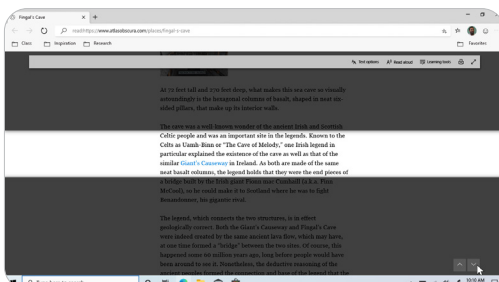 Fingal's Cave
read:https://www.atlasobscura.com/places/fingal's-cave
Class Inspiration Research Favorites
Text options Read aloud Learning tools
At 72 feet tall and 270 feet deep, what makes this sea cave so visually
astoundingly is the hexagonal columns of basalt, shaped in neat six-
sided pillars, that make up its interior walls.
The cave was a well-known wonder of the ancient Irish and Scottish
Celtic people and was an important site in the legends. Known to the
Celts as Uamh-Binn or "The Cave of Melody," one Irish legend in
particular explained the existence of the cave as well as that of the
similar Giant's Causeway in Ireland. As both are made of the same
neat basalt columns, the legend holds that they were the end pieces of
a bridge built by the Irish giant Fionn mac Cumhaill (a.k.a. Finn
McCool), so he could make it to Scotland where he was to fight
Benandonner, his gigantic rival.
The legend, which connects the two structures, is in effect
geologically correct. Both the Giant's Causeway and Fingal's Cave
were indeed created by the same ancient lava flow, which may have,
at one time formed a "bridge" between the two sites. Of course, this
happened some 60 million years ago, long before people would have
been around to see it. Nonetheless, the deductive reasoning of the
ancient peoples formed the connection and base of the legend that the
10:10 AM